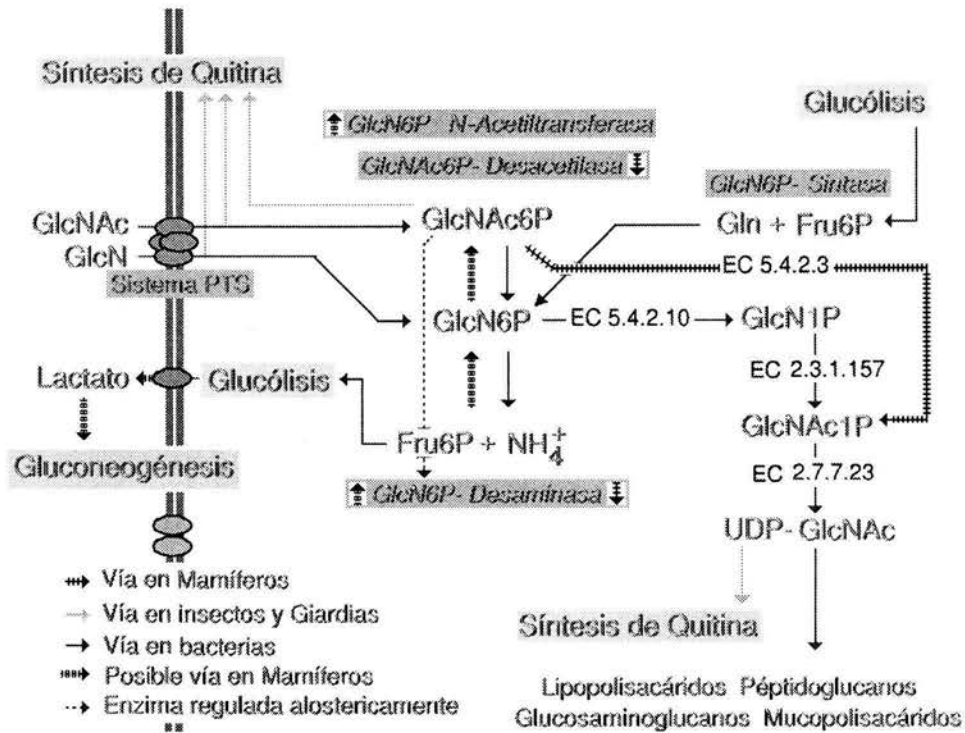 Síntesis de Quitina
GlcN6P N-Acetiltransferasa
GlcNAc6P- Desacetilasa
Glucólisis
GlcN6P- Sintasa
GlcNAc
GlcN
Sistema PTS
GlcNAc6P
Gln + Fru6P
EC 5.4.2.3
GlcN6P
EC 5.4.2.10
GlcN1P
EC 2.3.1.157
Lactato
Glucólisis
GlcNAc1P
Gluconeogénesis
Fru6P + NH4+
EC 2.7.7.23
GlcN6P- Desaminasa
UDP- GlcNAc
Vía en Mamíferos
Vía en insectos y Giardias
Vía en bacterias
Posible vía en Mamíferos
Enzima regulada alostericamente
Síntesis de Quitina
Lipopolisacáridos Péptidoglucanos
Glucosaminoglucanos Mucopolisacáridos